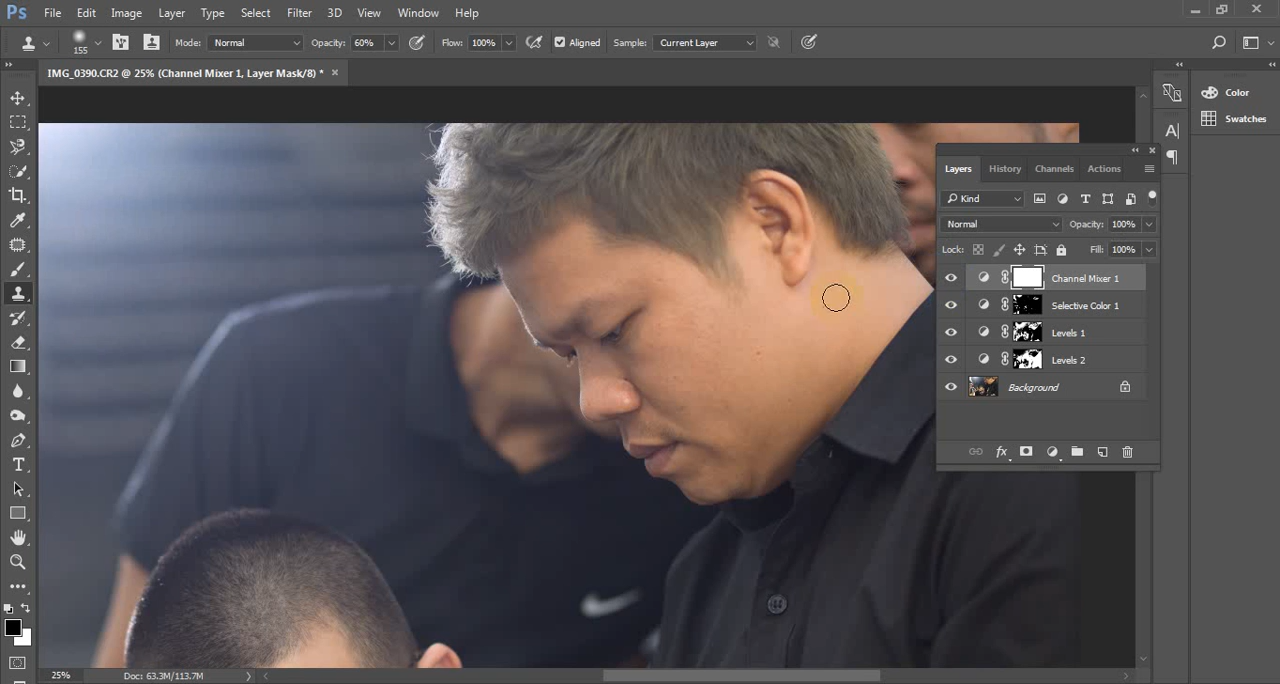 Ps File Edit Image Layer Type Select Filter 3D View Window Help
155 Mode: Normal Opacity: 60% Flow: 100% Aligned Sample: Current Layer
IMG_0390.CR2 @ 25% (Channel Mixer 1, Layer Mask/8) * ×
Color
Swatches
Layers History Channels Actions
Kind
Normal Opacity: 100%
Lock: Fill: 100%
Channel Mixer 1
Selective Color 1
Levels 1
Levels 2
Background
fx
25% Doc: 63.3M/113.7M